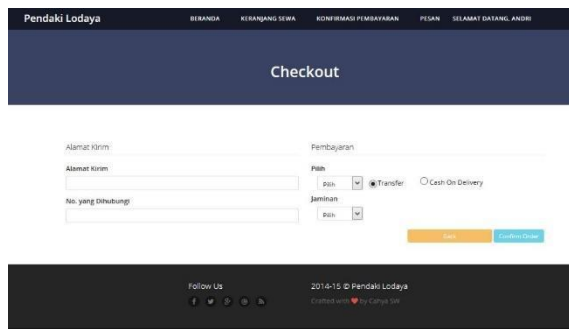 Pendaki Lodaya BERANDA KERANJANG SEWA KONFIRMASI PEMBAYARAN PESAN SELAMAT DATANG, ANDRI
Checkout
Alamat Kirim
Alamat Kirim
No. yang Dihubungi
Pembayaran
Pilih
Pilih Transfer Cash On Delivery
Jaminan
Pilih
Back Confirm Order
Follow Us
2014-15 © Pendaki Lodaya
Crafted with ❤ by Cahya SW